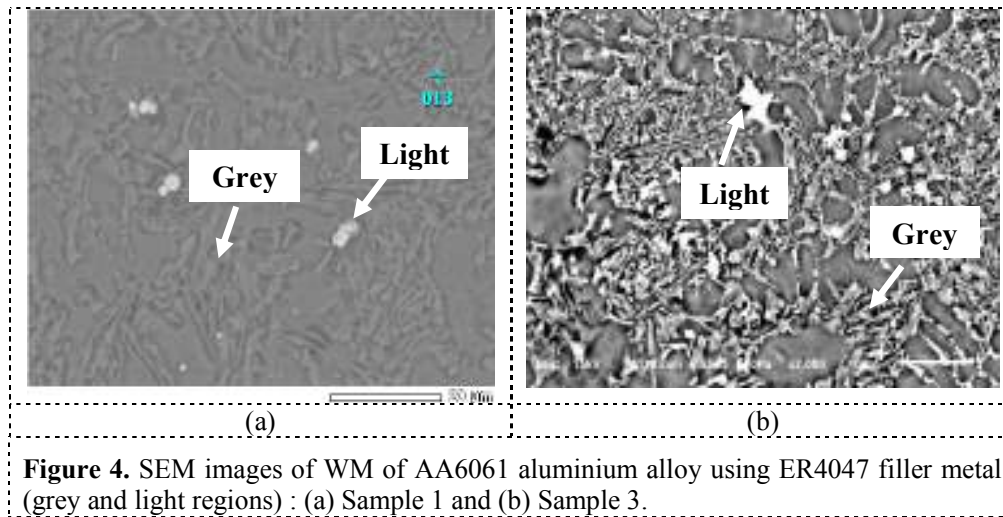 013
Grey
Light
Light
Grey
(a)
(b)
Figure 4. SEM images of WM of AA6061 aluminium alloy using ER4047 filler metal
(grey and light regions) : (a) Sample 1 and (b) Sample 3.